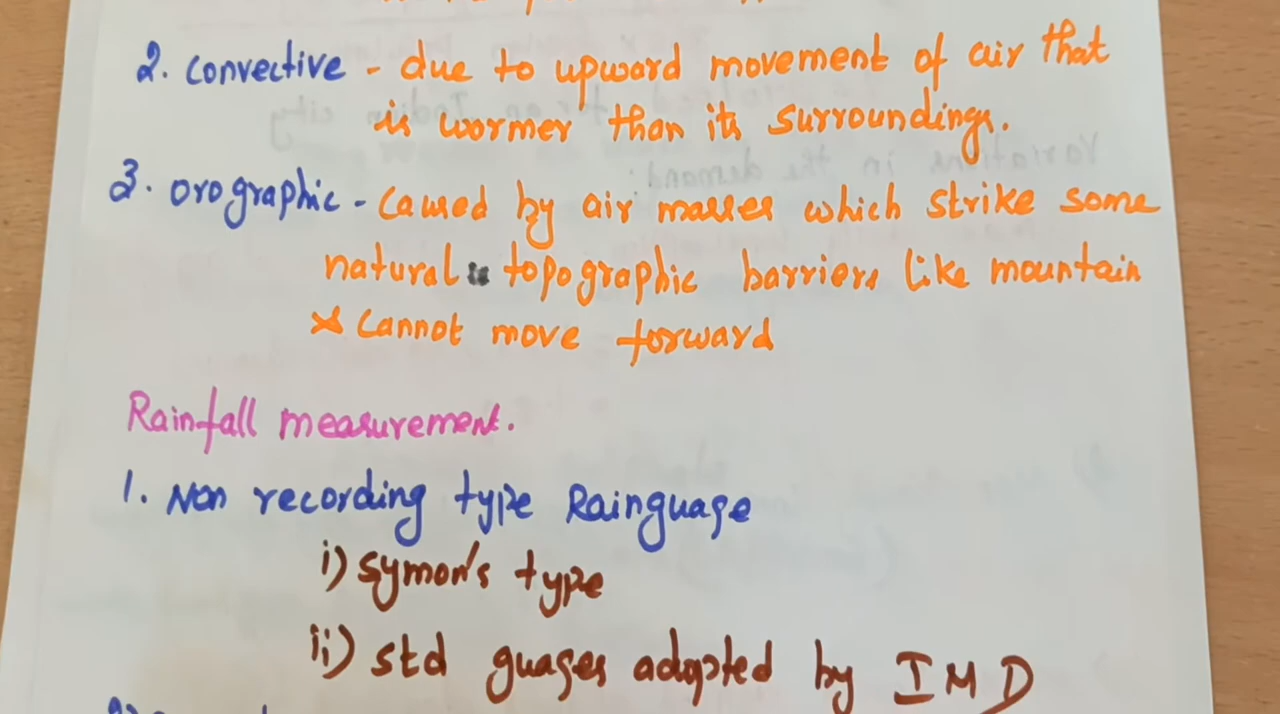 2. convective - due to upward movement of air that
is wormer than its surroundings.
3. orographic - caused by air masses which strike some
natural topographic barriers like mountain
& cannot move forward
Rainfall measurement.
1. Non recording type Rainguage
i) symon's type
ii) std guages adopted by IMD